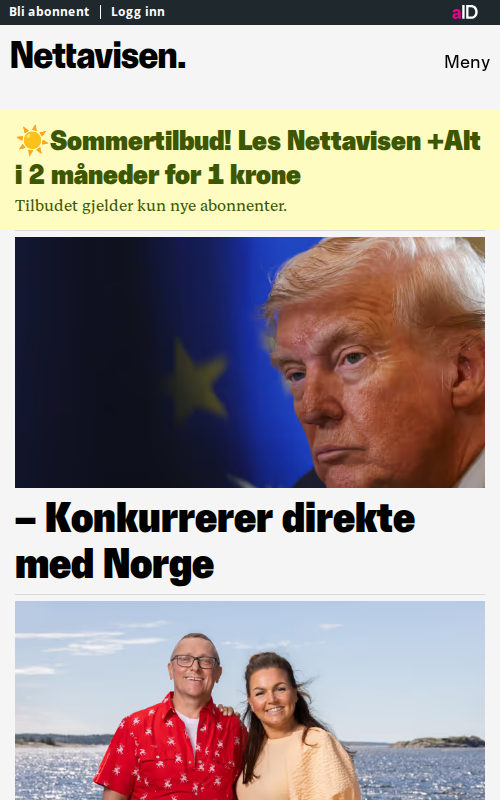 Bli abonnent | Logg inn
aID
Nettavisen.
Meny
☀️Sommertilbud! Les Nettavisen +Alt
i 2 måneder for 1 krone
Tilbudet gjelder kun nye abonnenter.
– Konkurrerer direkte
med Norge